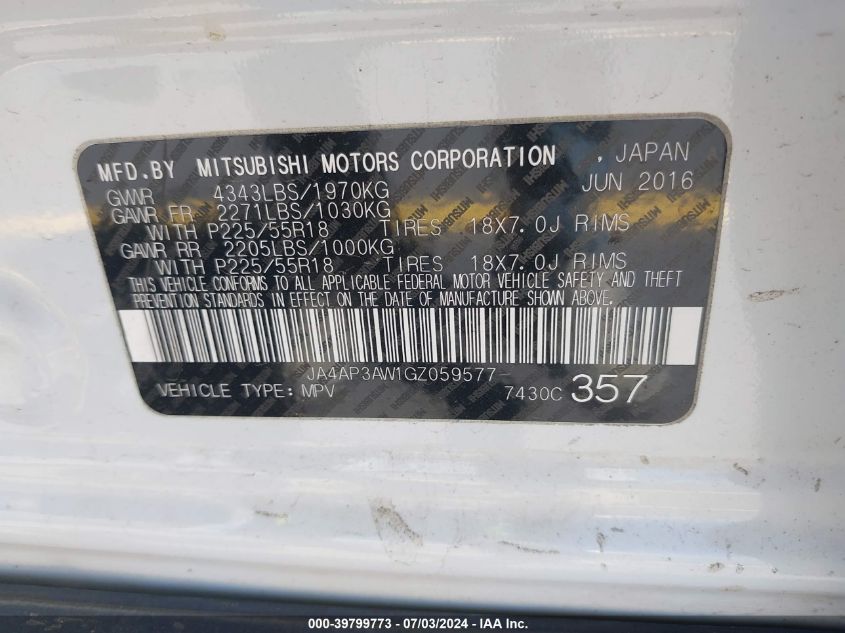 MFD.BY MITSUBISHI MOTORS CORPORATION , JAPAN
GVWR 4343LBS/1970KG JUN 2016
GAWR FR 2271LBS/1030KG
WITH P225/55R18 TIRES 18X7.0J RIMS
GAWR RR 2205LBS/1000KG
WITH P225/55R18 TIRES 18X7.0J RIMS
THIS VEHICLE CONFORMS TO ALL APPLICABLE FEDERAL MOTOR VEHICLE SAFETY AND THEFT
PREVENTION STANDARDS IN EFFECT ON THE DATE OF MANUFACTURE SHOWN ABOVE.
JA4AP3AW1GZ059577
VEHICLE TYPE: MPV 7430C 357
000-39799773 - 07/03/2024 - IAA Inc.